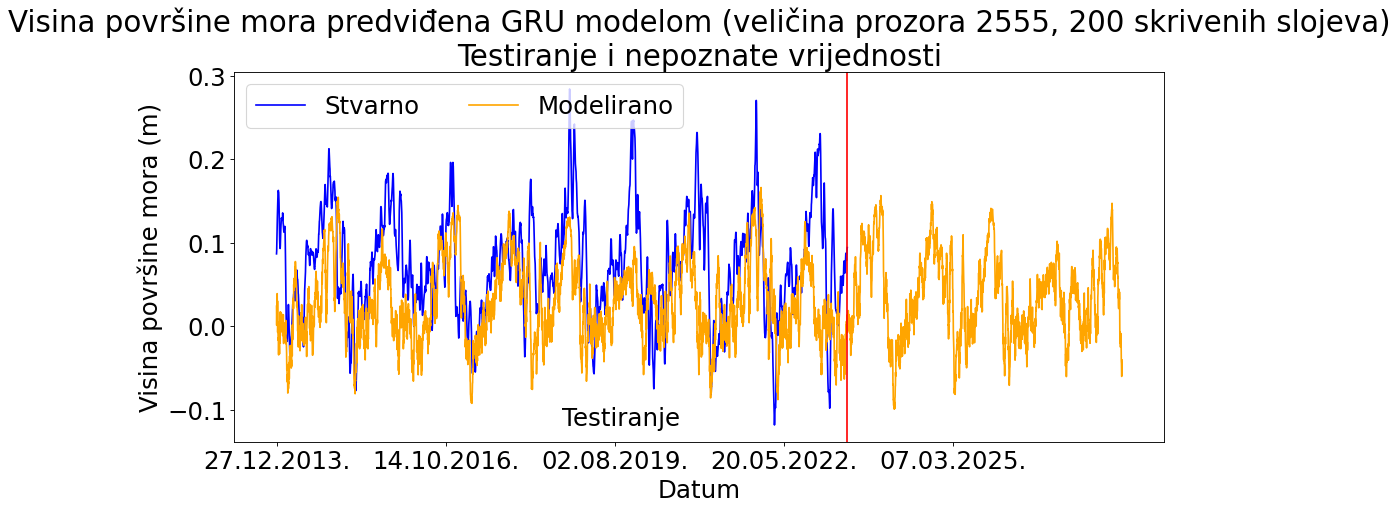 Visina površine mora predviđena GRU modelom (veličina prozora 2555, 200 skrivenih slojeva)
Testiranje i nepoznate vrijednosti
Stvarno
Modelirano
Visina površine mora (m)
0.3
0.2
0.1
0.0
−0.1
Testiranje
27.12.2013.
14.10.2016.
02.08.2019.
20.05.2022.
07.03.2025.
Datum